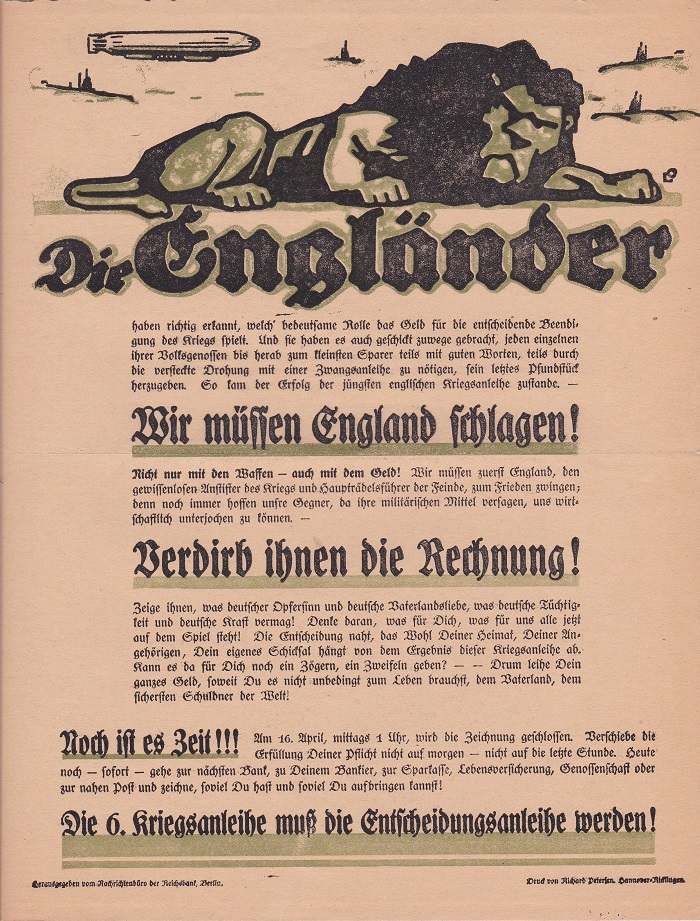 Die Engländer
haben richtig erkannt, welch' bedeutsame Rolle das Geld für die entscheidende Beendi-
gung des Kriegs spielt. Und sie haben es auch geschickt zuwege gebracht, jeden einzelnen
ihrer Volksgenossen bis herab zum kleinsten Sparer teils mit guten Worten, teils durch
die versteckte Drohung mit einer Zwangsanleihe zu nötigen, sein letztes Pfundstück
herzugeben. So kam der Erfolg der jüngsten englischen Kriegsanleihe zustande. —
Wir müssen England schlagen!
Nicht nur mit den Waffen — auch mit dem Geld! Wir müssen zuerst England, den
gewissenlosen Anstifter des Kriegs und Haupträdelsführer der Feinde, zum Frieden zwingen;
denn noch immer hoffen unsre Gegner, da ihre militärischen Mittel versagen, uns wirt-
schaftlich unterjochen zu können. —
Verdirb ihnen die Rechnung!
Zeige ihnen, was deutscher Opfersinn und deutsche Vaterlandsliebe, was deutsche Tüchtig-
keit und deutsche Kraft vermag! Denke daran, was für Dich, was für uns alle jetzt
auf dem Spiel steht! Die Entscheidung naht, das Wohl Deiner Heimat, Deiner An-
gehörigen, Dein eigenes Schicksal hängt von dem Ergebnis dieser Kriegsanleihe ab.
Kann es da für Dich noch ein Zögern, ein Zweifeln geben? — — Drum leihe Dein
ganzes Geld, soweit Du es nicht unbedingt zum Leben brauchst, dem Vaterland, dem
sichersten Schuldner der Welt!
Noch ist es Zeit!!! Am 16. April, mittags 1 Uhr, wird die Zeichnung geschlossen. Verschiebe die
Erfüllung Deiner Pflicht nicht auf morgen — nicht auf die letzte Stunde. Heute
noch — sofort — gehe zur nächsten Bank, zu Deinem Bankier, zur Sparkasse, Lebensversicherung, Genossenschaft oder
zur nahen Post und zeichne, soviel Du hast und soviel Du aufbringen kannst!
Die 6. Kriegsanleihe muß die Entscheidungsanleihe werden!
Herausgegeben vom Nachrichtenbüro der Reichsbank, Berlin.
Druck von Richard Petersen, Hannover-Ricklingen.